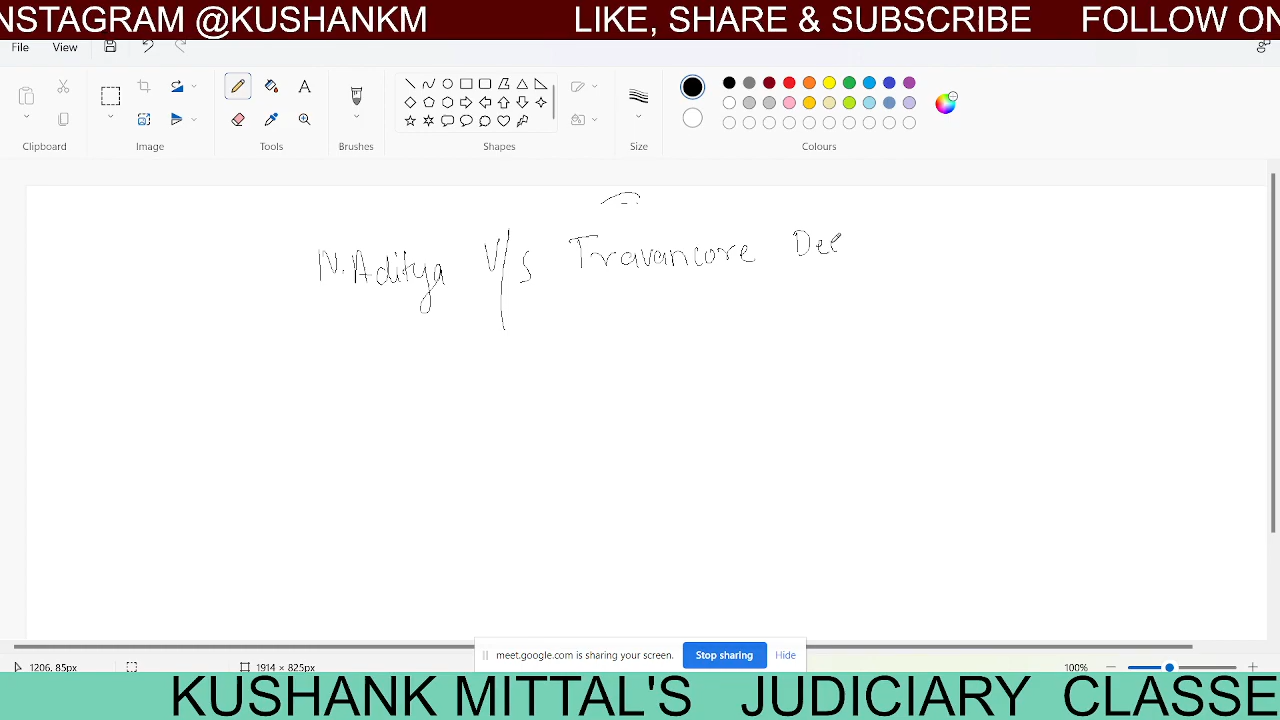 NSTAGRAM @KUSHANKM LIKE, SHARE & SUBSCRIBE FOLLOW ON
File View
Clipboard Image Tools Brushes Shapes Size Colours
N. Aditya V/s Travancore Dee
meet.google.com is sharing your screen. Stop sharing Hide
1206, 85px 1914 × 825px 100%
KUSHANK MITTAL'S JUDICIARY CLASSE